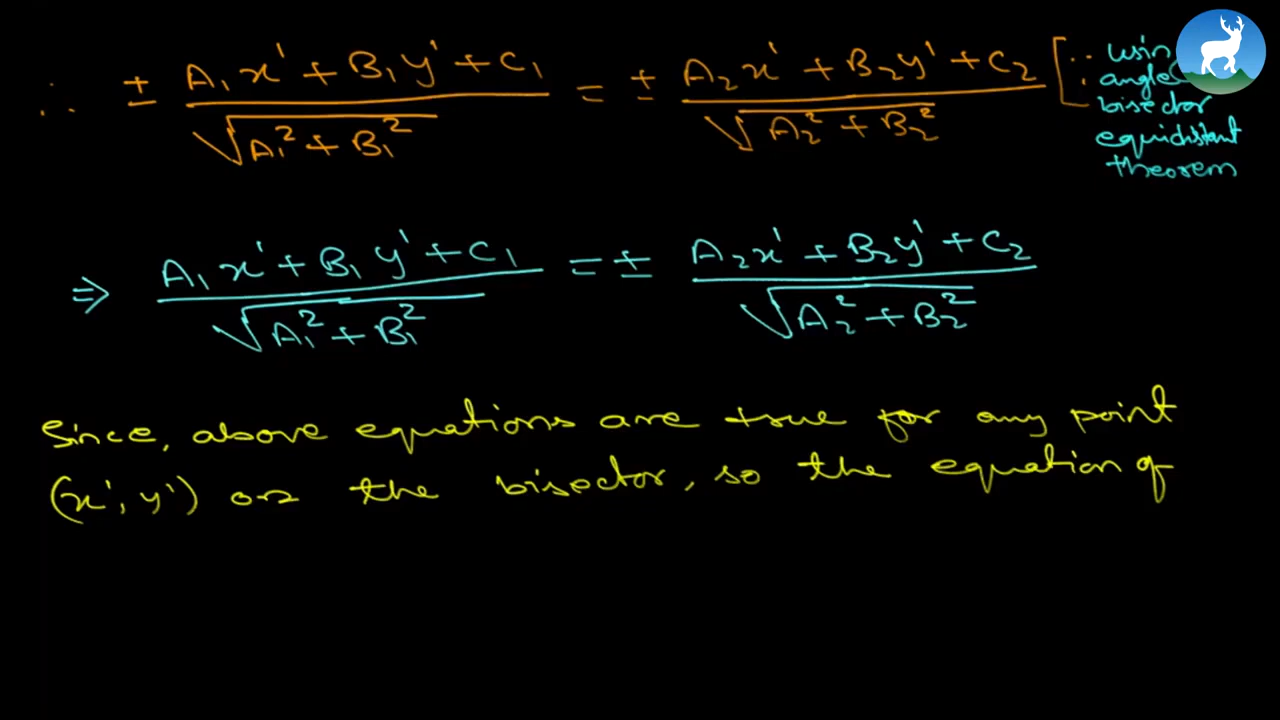 ∴ ± (A₁x' + B₁y' + C₁)/√(A₁² + B₁²) = ± (A₂x' + B₂y' + C₂)/√(A₂² + B₂²) [∵ using
angle
bisector
equidistant
theorem
⇒ (A₁x' + B₁y' + C₁)/√(A₁² + B₁²) = ± (A₂x' + B₂y' + C₂)/√(A₂² + B₂²)
Since, above equations are true for any point
(x', y') on the bisector, so the equation of